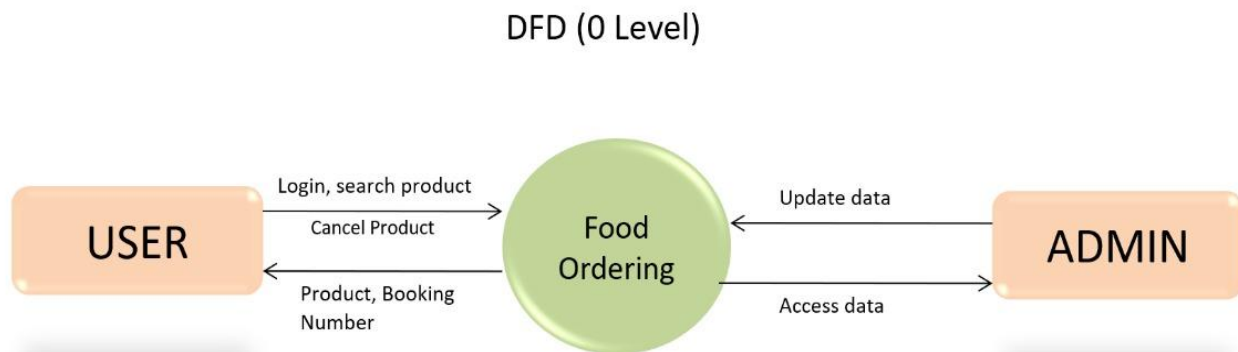 DFD (0 Level)
Login, search product
Cancel Product
USER
Product, Booking
Number
Food
Ordering
Update data
ADMIN
Access data